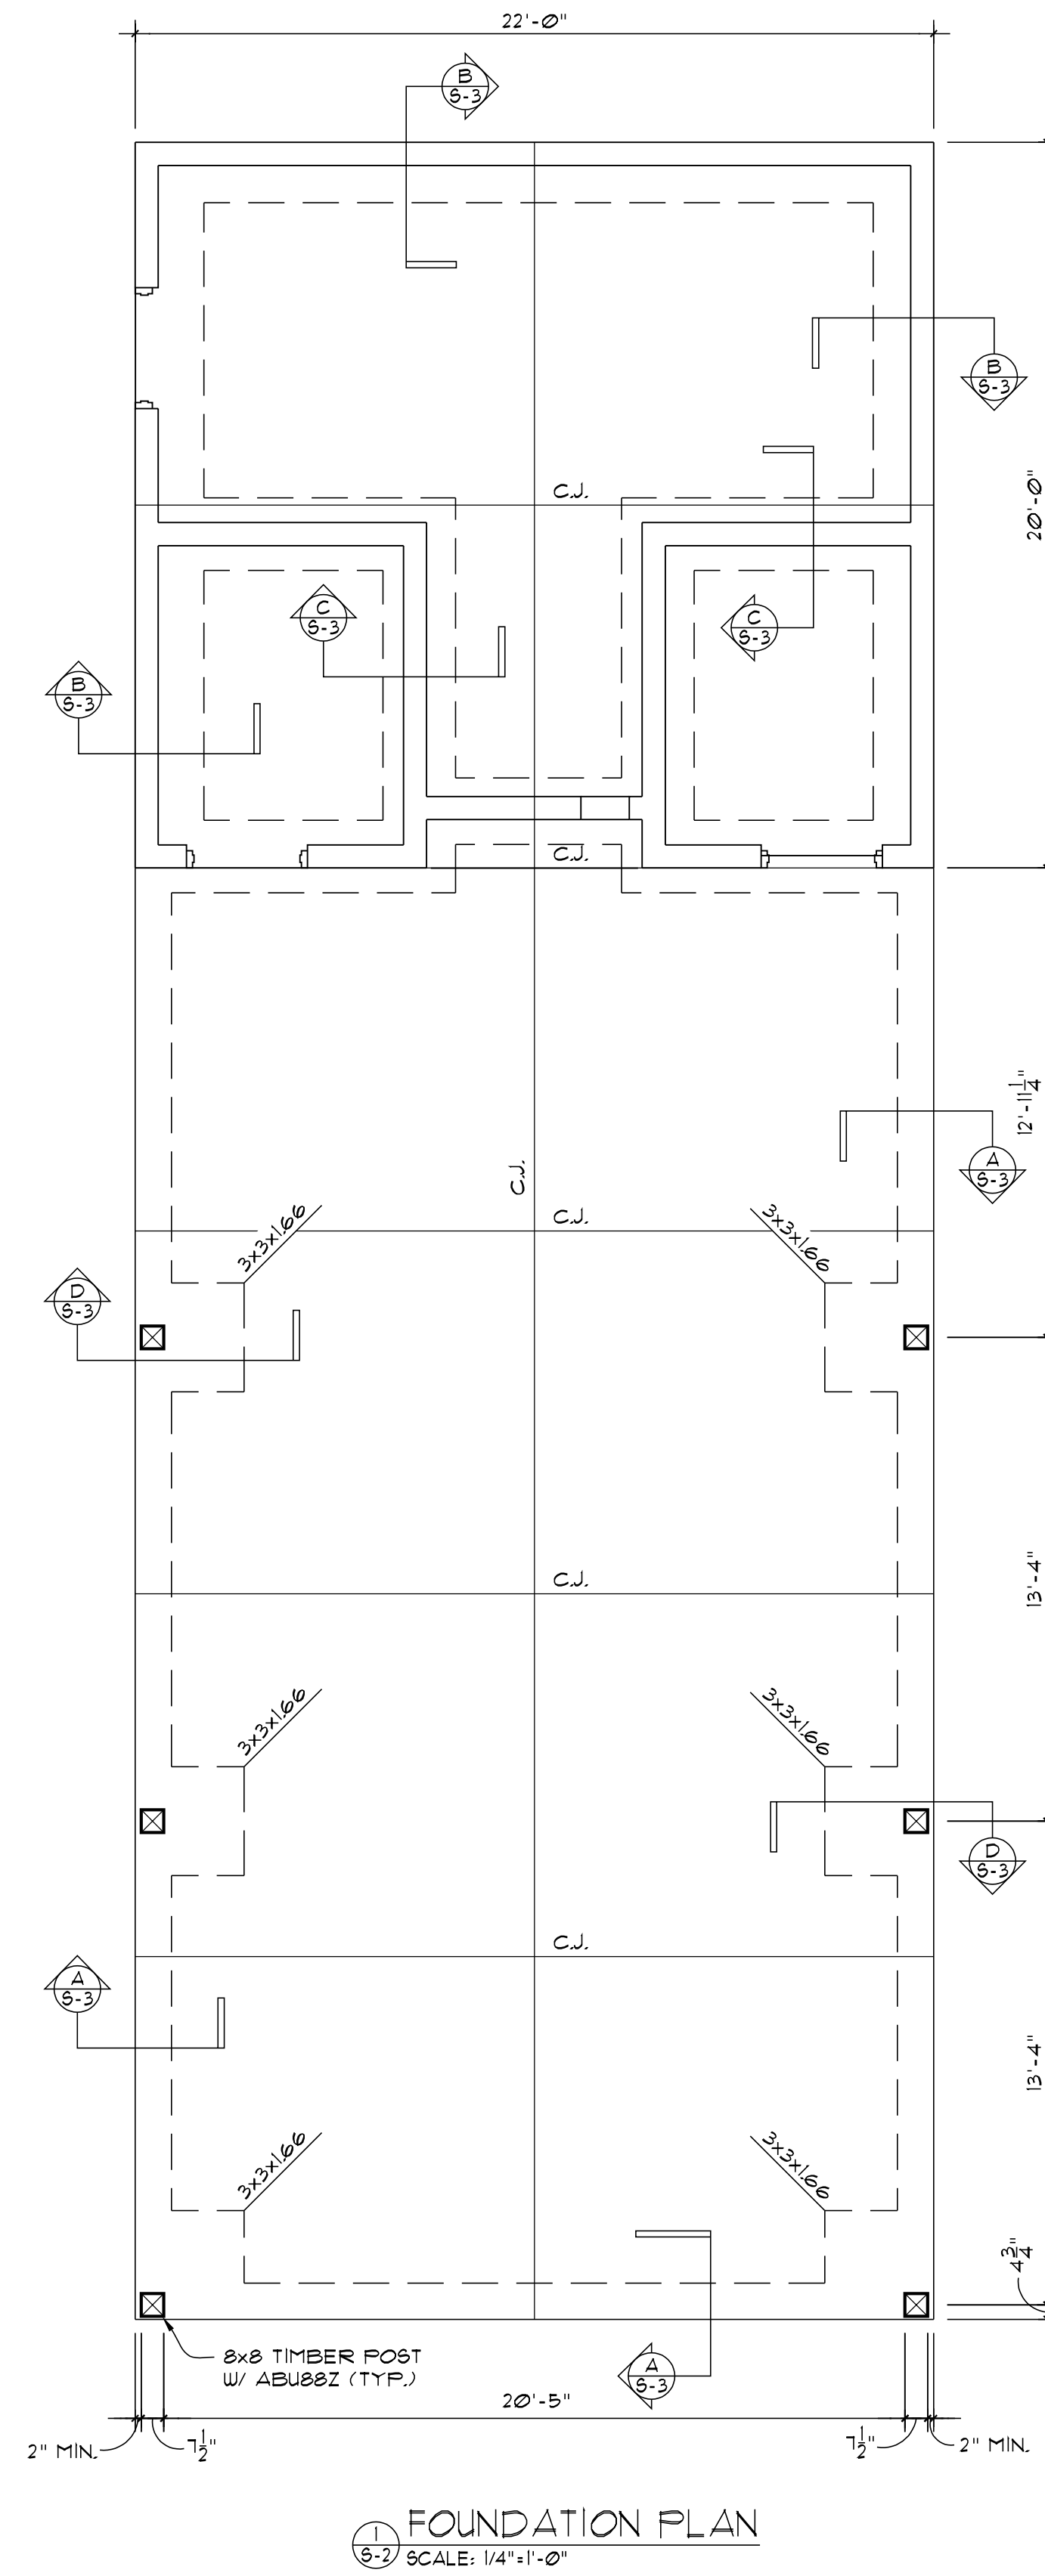 22'-0"
B
S-3
B
S-3
20'-0"
C.J.
C
S-3
C
S-3
B
S-3
C.J.
12'-11 1/4"
A
S-3
C.J.
3x3x1.66
C.J.
3x3x1.66
D
S-3
13'-4"
C.J.
3x3x1.66
3x3x1.66
D
S-3
C.J.
A
S-3
13'-4"
3x3x1.66
3x3x1.66
4 3/4"
8x8 TIMBER POST
W/ ABU88Z (TYP.)
A
S-3
20'-5"
2" MIN.
7 1/2"
7 1/2"
2" MIN.
1
S-2
FOUNDATION PLAN
SCALE: 1/4"=1'-0"